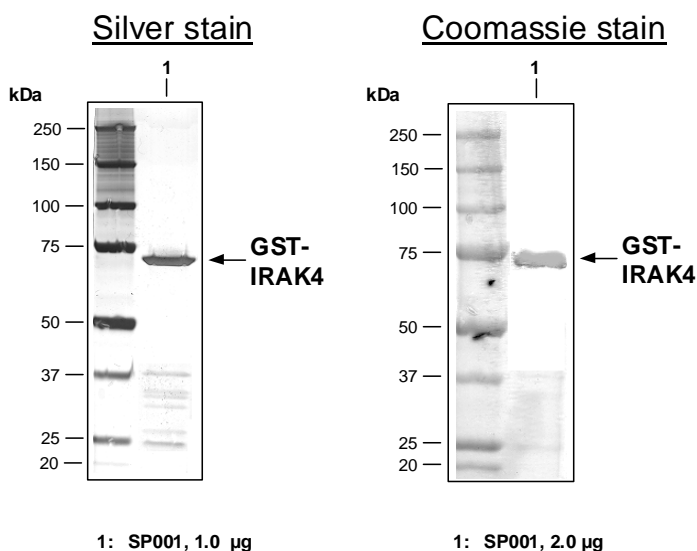 Silver stain
1
kDa
250
150
100
75
50
37
25
20
GST-
IRAK4
1: SP001, 1.0 µg
Coomassie stain
1
kDa
250
150
100
75
50
37
25
20
GST-
IRAK4
1: SP001, 2.0 µg